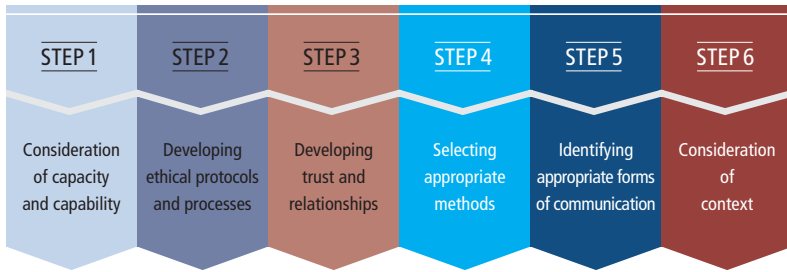 STEP 1
STEP 2
STEP 3
STEP 4
STEP 5
STEP 6
Consideration
of capacity
and capability
Developing
ethical protocols
and processes
Developing
trust and
relationships
Selecting
appropriate
methods
Identifying
appropriate forms
of communication
Consideration
of
context